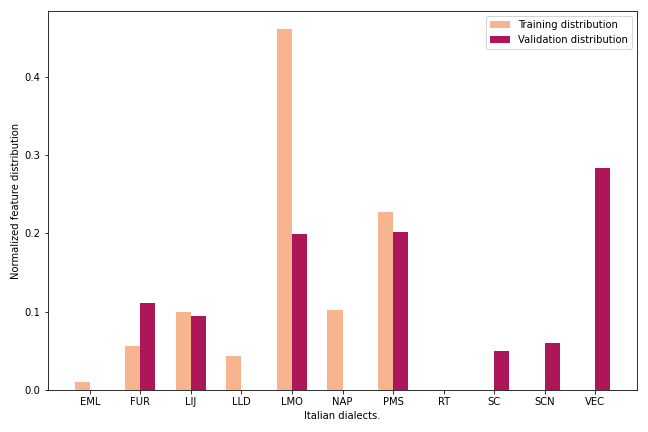 Training distribution
Validation distribution
Normalized feature distribution
0.4
0.3
0.2
0.1
0.0
EML FUR LIJ LLD LMO NAP PMS RT SC SCN VEC
Italian dialects.